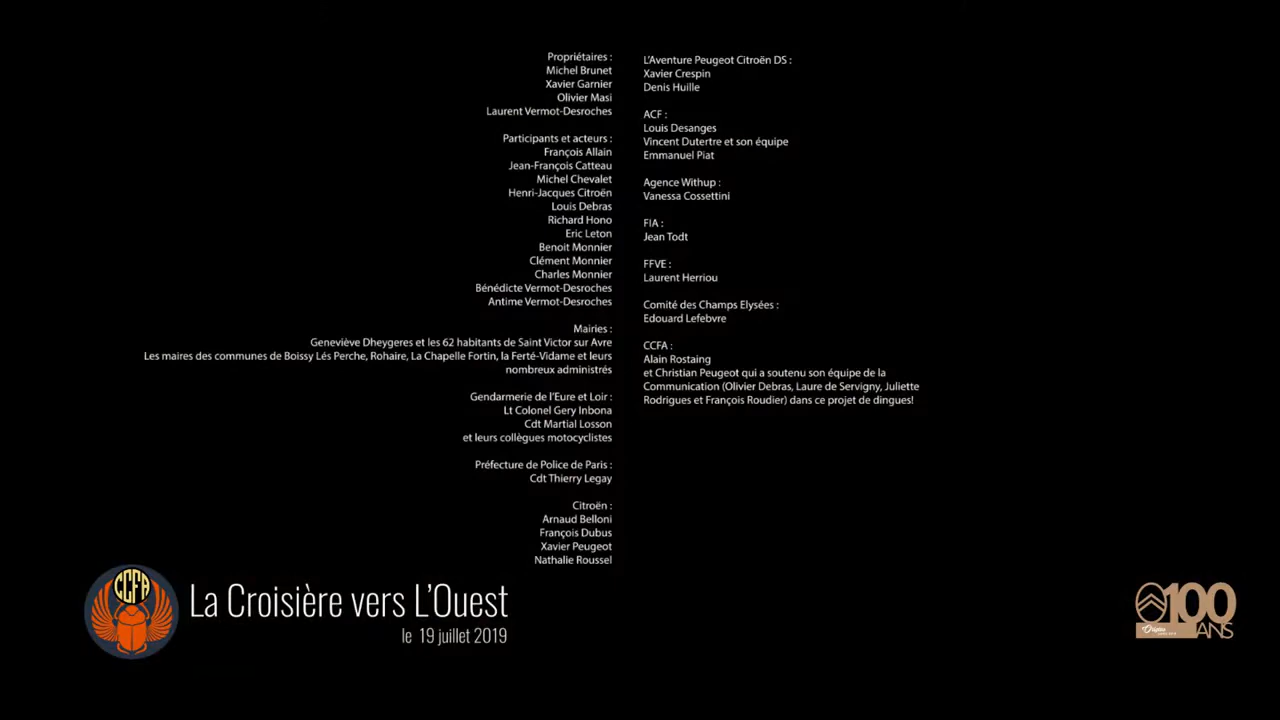 Propriétaires :
Michel Brunet
Xavier Garnier
Olivier Masi
Laurent Vermot-Desroches
Participants et acteurs :
François Allain
Jean-François Catteau
Michel Chevalet
Henri-Jacques Citroën
Louis Debras
Richard Hono
Eric Leton
Benoit Monnier
Clément Monnier
Charles Monnier
Bénédicte Vermot-Desroches
Antime Vermot-Desroches
Mairies :
Geneviève Dheygeres et les 62 habitants de Saint Victor sur Avre
Les maires des communes de Boissy Lés Perche, Rohaire, La Chapelle Fortin, la Ferté-Vidame et leurs
nombreux administrés
Gendarmerie de l'Eure et Loir :
Lt Colonel Gery Inbona
Cdt Martial Losson
et leurs collègues motocyclistes
Préfecture de Police de Paris :
Cdt Thierry Legay
Citroën :
Arnaud Belloni
François Dubus
Xavier Peugeot
Nathalie Roussel
L'Aventure Peugeot Citroën DS :
Xavier Crespin
Denis Huille
ACF :
Louis Desanges
Vincent Dutertre et son équipe
Emmanuel Piat
Agence Withup :
Vanessa Cossettini
FIA :
Jean Todt
FFVE :
Laurent Herriou
Comité des Champs Elysées :
Edouard Lefebvre
CCFA :
Alain Rostaing
et Christian Peugeot qui a soutenu son équipe de la
Communication (Olivier Debras, Laure de Servigny, Juliette
Rodrigues et François Roudier) dans ce projet de dingues!
CCFA
La Croisière vers L'Ouest
le 19 juillet 2019
100
Origins
ANS